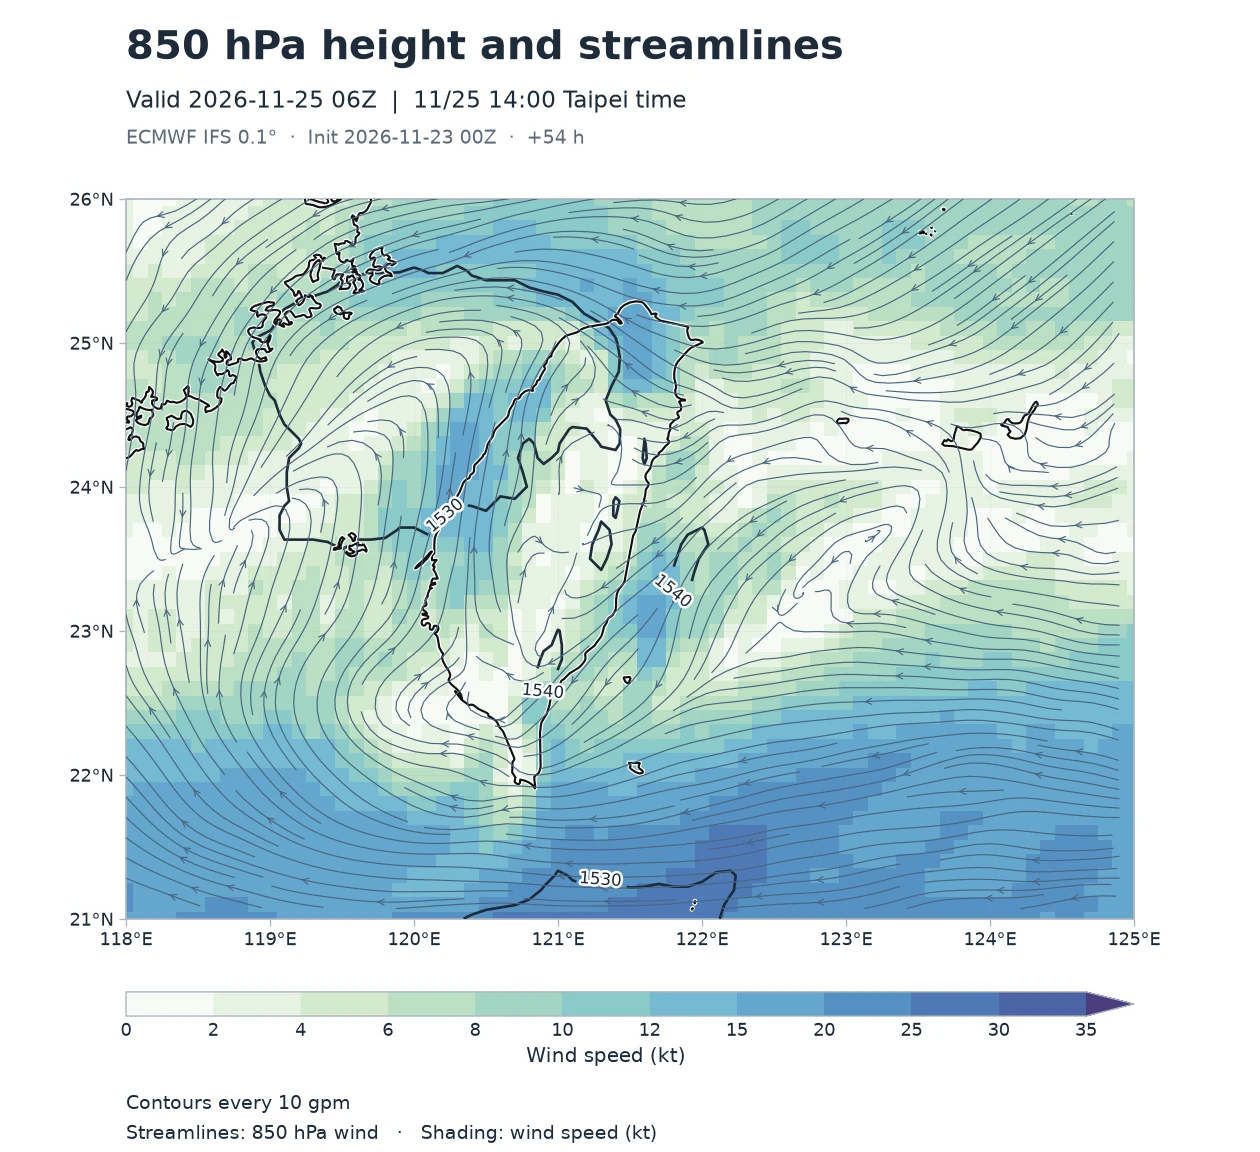 850 hPa height and streamlines
Valid 2026-11-25 06Z | 11/25 14:00 Taipei time
ECMWF IFS 0.1° · Init 2026-11-23 00Z · +54 h
26°N
25°N
24°N
23°N
22°N
21°N
1530
1540
1540
1530
118°E 119°E 120°E 121°E 122°E 123°E 124°E 125°E
0 2 4 6 8 10 12 15 20 25 30 35
Wind speed (kt)
Contours every 10 gpm
Streamlines: 850 hPa wind · Shading: wind speed (kt)